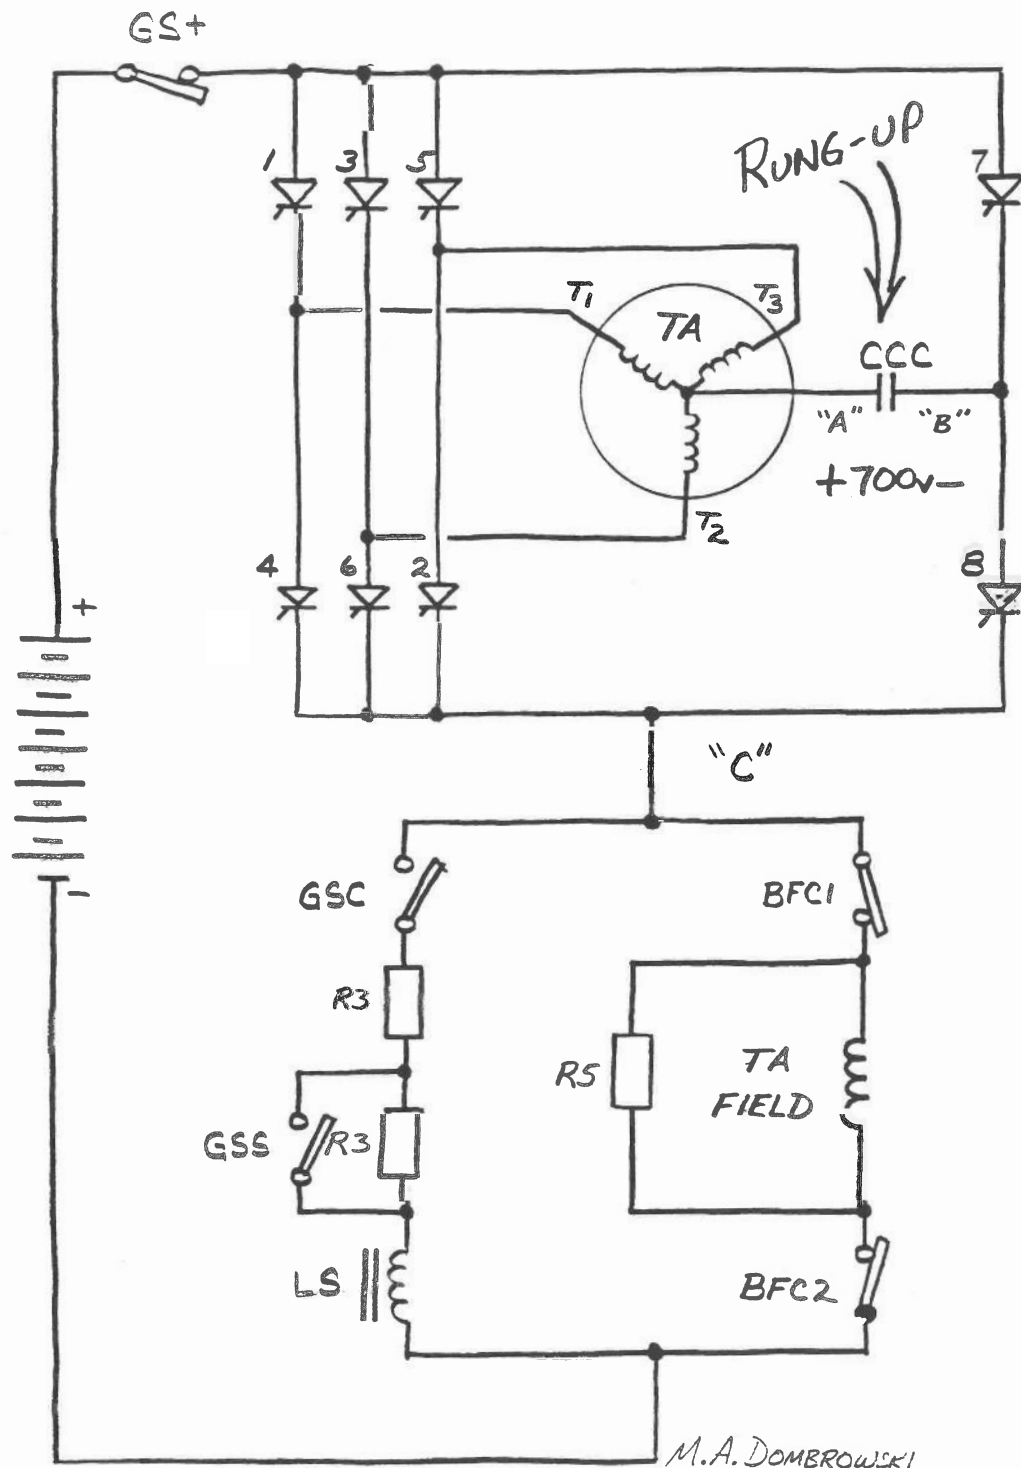 GS+
1 3 5
RUNG-UP
7
T1
T3
TA
CCC
"A" "B"
+700V-
T2
4 6 2
8
+
"C"
-
GSC
BFC1
R3
R5
TA
FIELD
GSS
R3
LS
BFC2
M.A. DOMBROWSKI